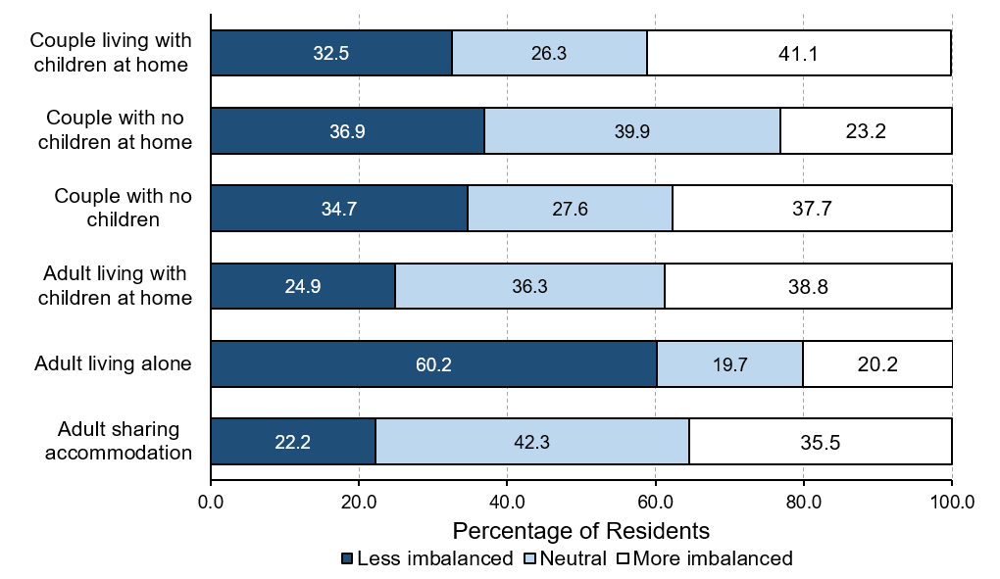 Couple living with
children at home
32.5 26.3 41.1
Couple with no
children at home
36.9 39.9 23.2
Couple with no
children
34.7 27.6 37.7
Adult living with
children at home
24.9 36.3 38.8
Adult living alone
60.2 19.7 20.2
Adult sharing
accommodation
22.2 42.3 35.5
0.0 20.0 40.0 60.0 80.0 100.0
Percentage of Residents
Less imbalanced Neutral More imbalanced